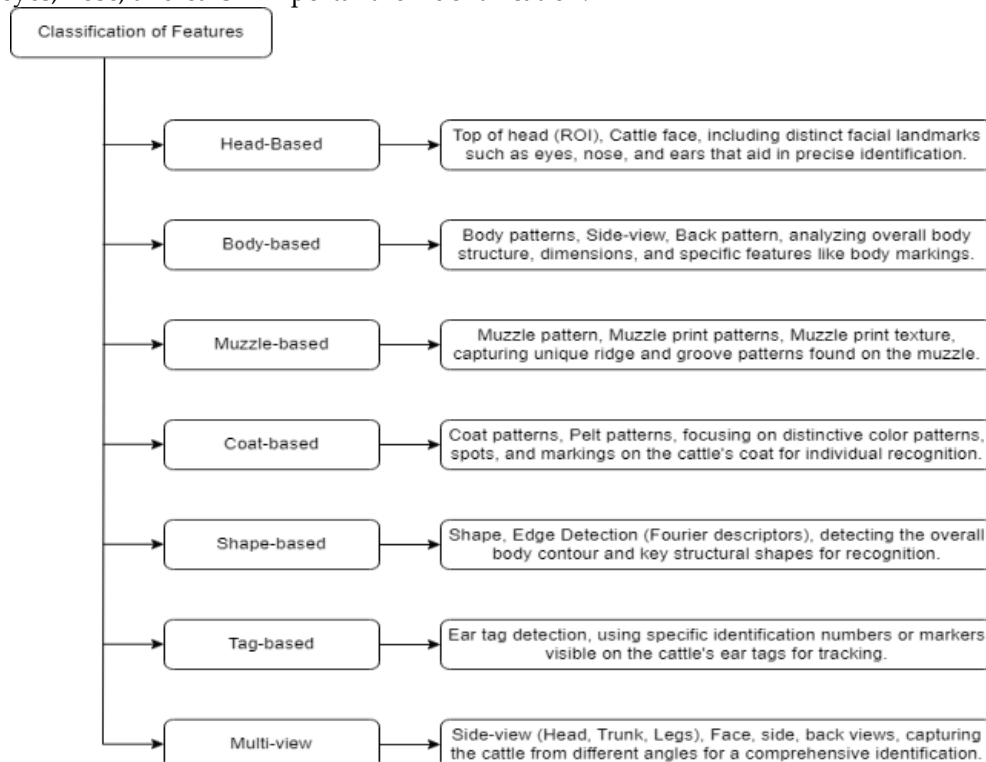 eyes, nose, and ears
Classification of Features
Head-Based
Top of head (ROI), Cattle face, including distinct facial landmarks
such as eyes, nose, and ears that aid in precise identification.
Body-based
Body patterns, Side-view, Back pattern, analyzing overall body
structure, dimensions, and specific features like body markings.
Muzzle-based
Muzzle pattern, Muzzle print patterns, Muzzle print texture,
capturing unique ridge and groove patterns found on the muzzle.
Coat-based
Coat patterns, Pelt patterns, focusing on distinctive color patterns,
spots, and markings on the cattle's coat for individual recognition.
Shape-based
Shape, Edge Detection (Fourier descriptors), detecting the overall
body contour and key structural shapes for recognition.
Tag-based
Ear tag detection, using specific identification numbers or markers
visible on the cattle's ear tags for tracking.
Multi-view
Side-view (Head, Trunk, Legs), Face, side, back views, capturing
the cattle from different angles for a comprehensive identification.